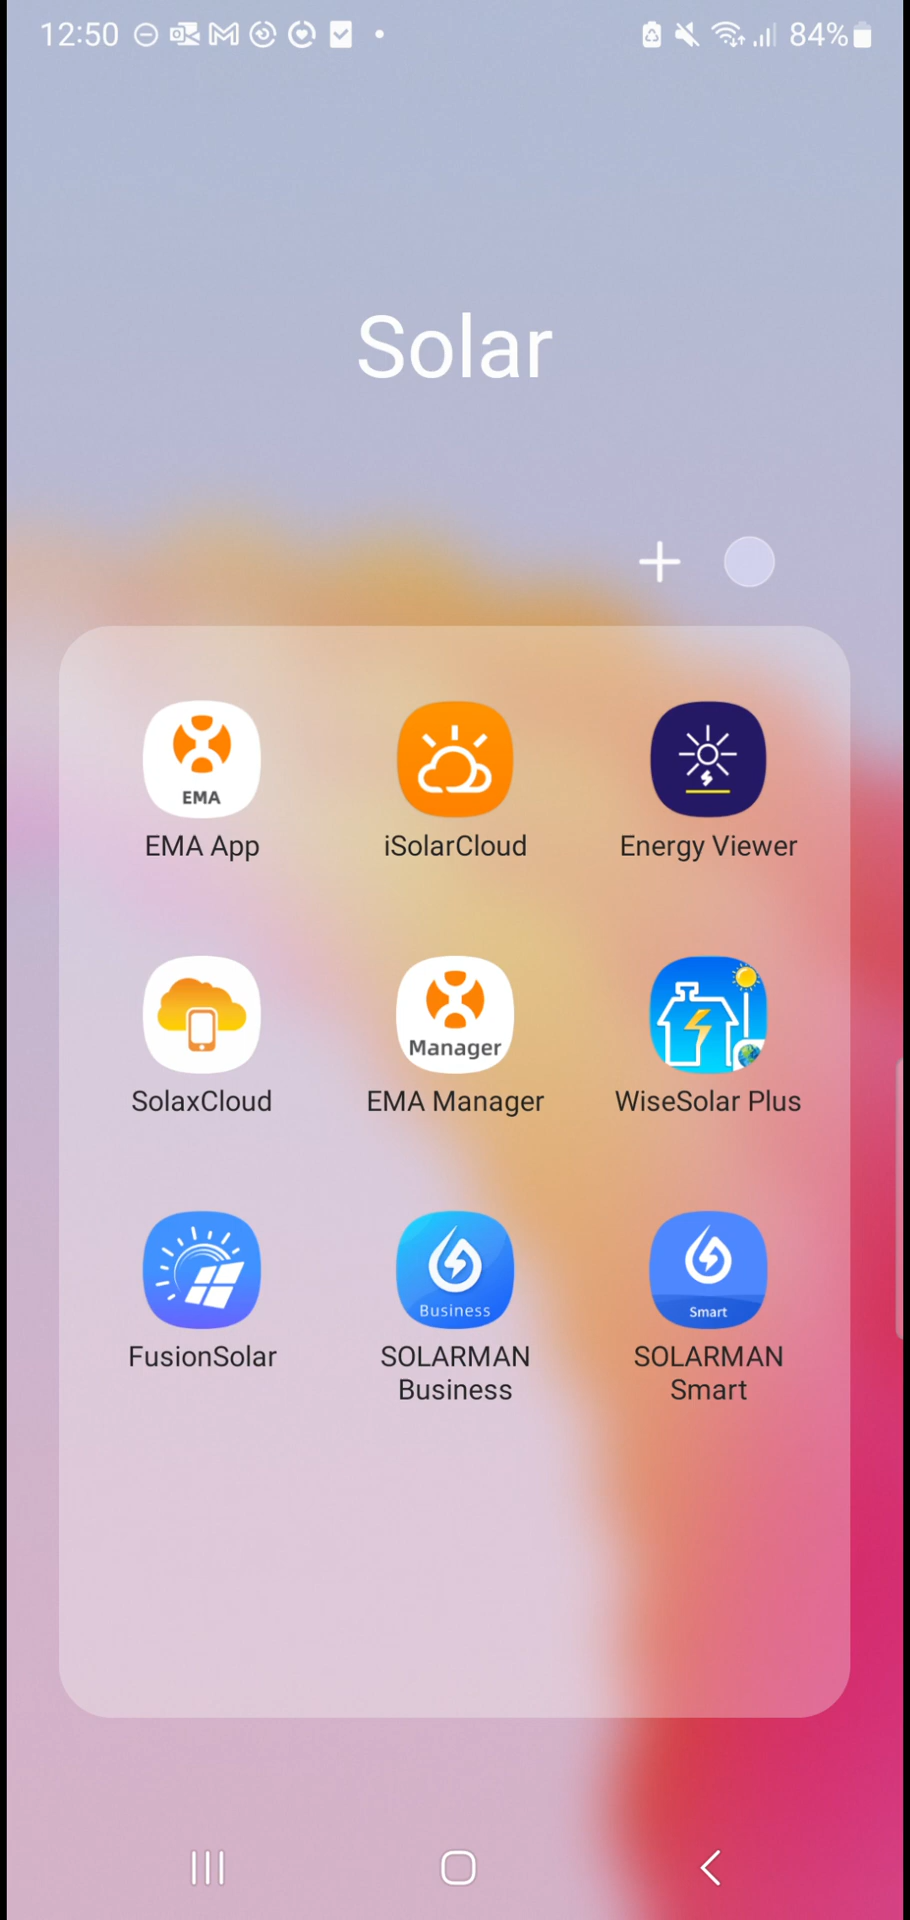 12:50 84%
Solar
EMA
EMA App
iSolarCloud
Energy Viewer
SolaxCloud
Manager
EMA Manager
WiseSolar Plus
FusionSolar
Business
SOLARMAN
Business
Smart
SOLARMAN
Smart